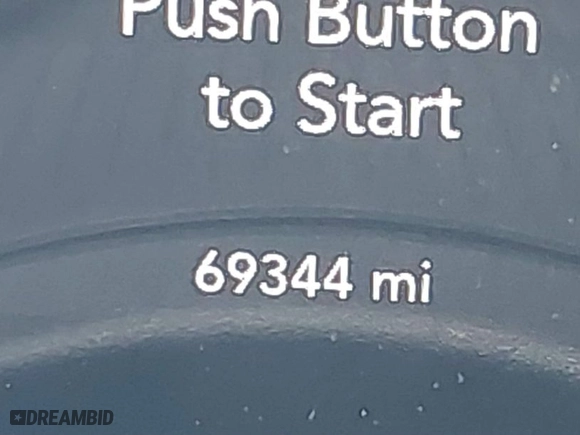 Push Button
to Start
69344 mi
DREAMBID